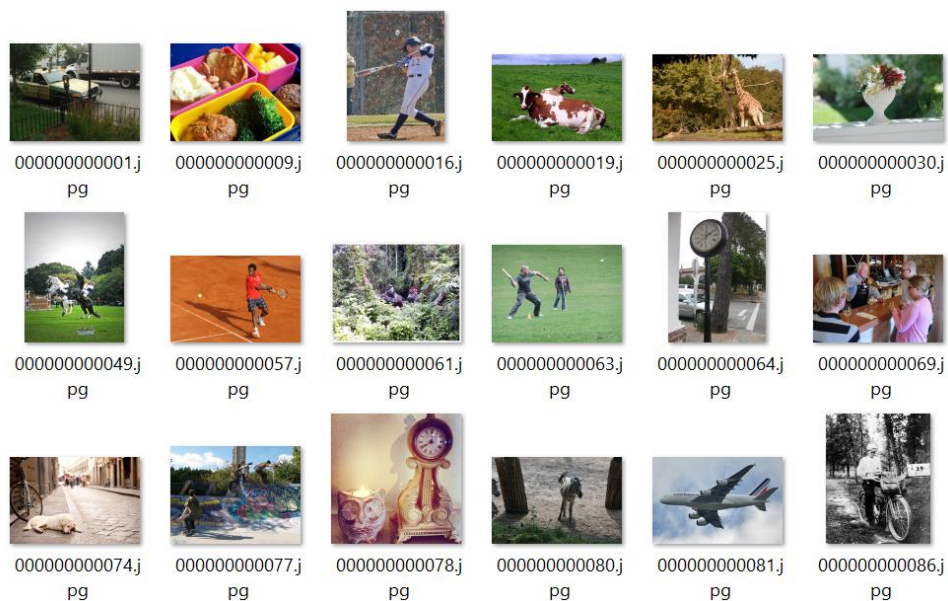 000000000001.j
pg
000000000009.j
pg
000000000016.j
pg
000000000019.j
pg
000000000025.j
pg
000000000030.j
pg
000000000049.j
pg
000000000057.j
pg
000000000061.j
pg
000000000063.j
pg
000000000064.j
pg
000000000069.j
pg
000000000074.j
pg
000000000077.j
pg
000000000078.j
pg
000000000080.j
pg
000000000081.j
pg
000000000086.j
pg